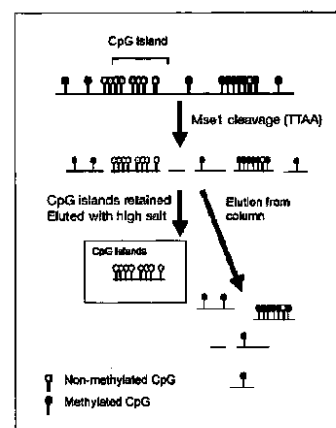 CpG Island
Mse1 cleavage (TTAA)
CpG islands retained
Eluted with high salt
Elution from
column
CpG Islands
Non-methylated CpG
Methylated CpG